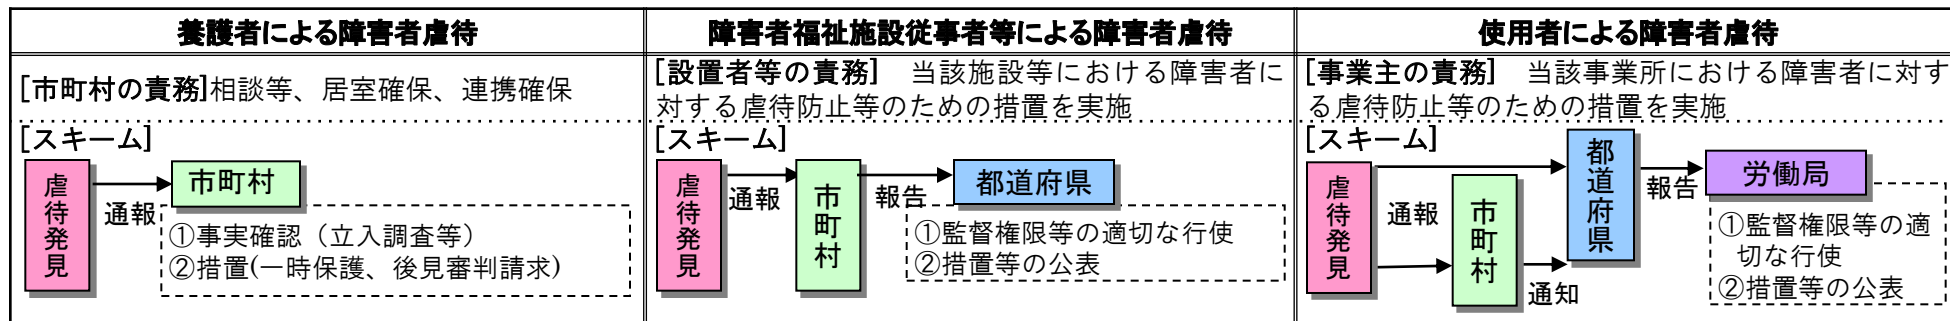 養護者による障害者虐待
[市町村の責務]相談等、居室確保、連携確保
[スキーム]
虐待発見
通報
市町村
①事実確認（立入調査等）
②措置(一時保護、後見審判請求)
障害者福祉施設従事者等による障害者虐待
[設置者等の責務]　当該施設等における障害者に
対する虐待防止等のための措置を実施
[スキーム]
虐待発見
通報
市町村
報告
都道府県
①監督権限等の適切な行使
②措置等の公表
使用者による障害者虐待
[事業主の責務]　当該事業所における障害者に対す
る虐待防止等のための措置を実施
[スキーム]
虐待発見
通報
市町村
通知
都道府県
報告
労働局
①監督権限等の適
切な行使
②措置等の公表